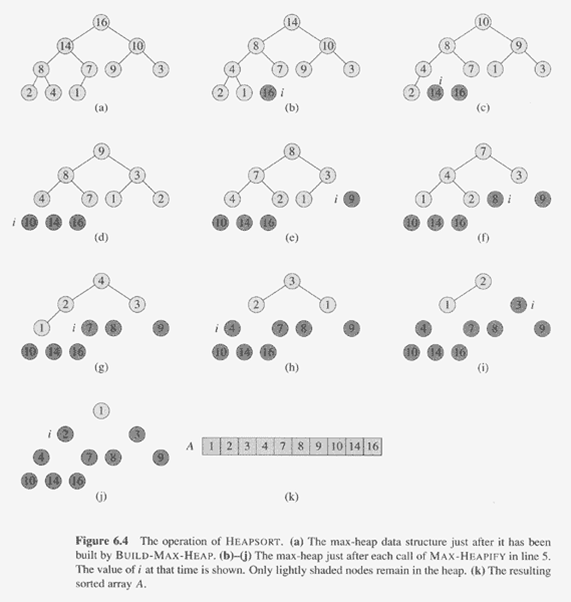 16 14 10
14 10 8 10 8 9
8 7 9 3 4 7 9 3 4 7 1 3
2 4 1 2 1 16 i 2 i 14 16
(a) (b) (c)
9 8 7
8 3 7 3 4 3
4 7 1 2 4 2 1 i 9 1 2 8 i 9
i 10 14 16 10 14 16 10 14 16
(d) (e) (f)
4 3 2
2 3 2 1 1 3 i
1 i 7 8 9 i 4 7 8 9 4 7 8 9
10 14 16 10 14 16 10 14 16
(g) (h) (i)
1
i 2 3
4 7 8 9
10 14 16
A 1 2 3 4 7 8 9 10 14 16
(j) (k)
Figure 6.4 The operation of HEAPSORT. (a) The max-heap data structure just after it has been
built by BUILD-MAX-HEAP. (b)–(j) The max-heap just after each call of MAX-HEAPIFY in line 5.
The value of i at that time is shown. Only lightly shaded nodes remain in the heap. (k) The resulting
sorted array A.